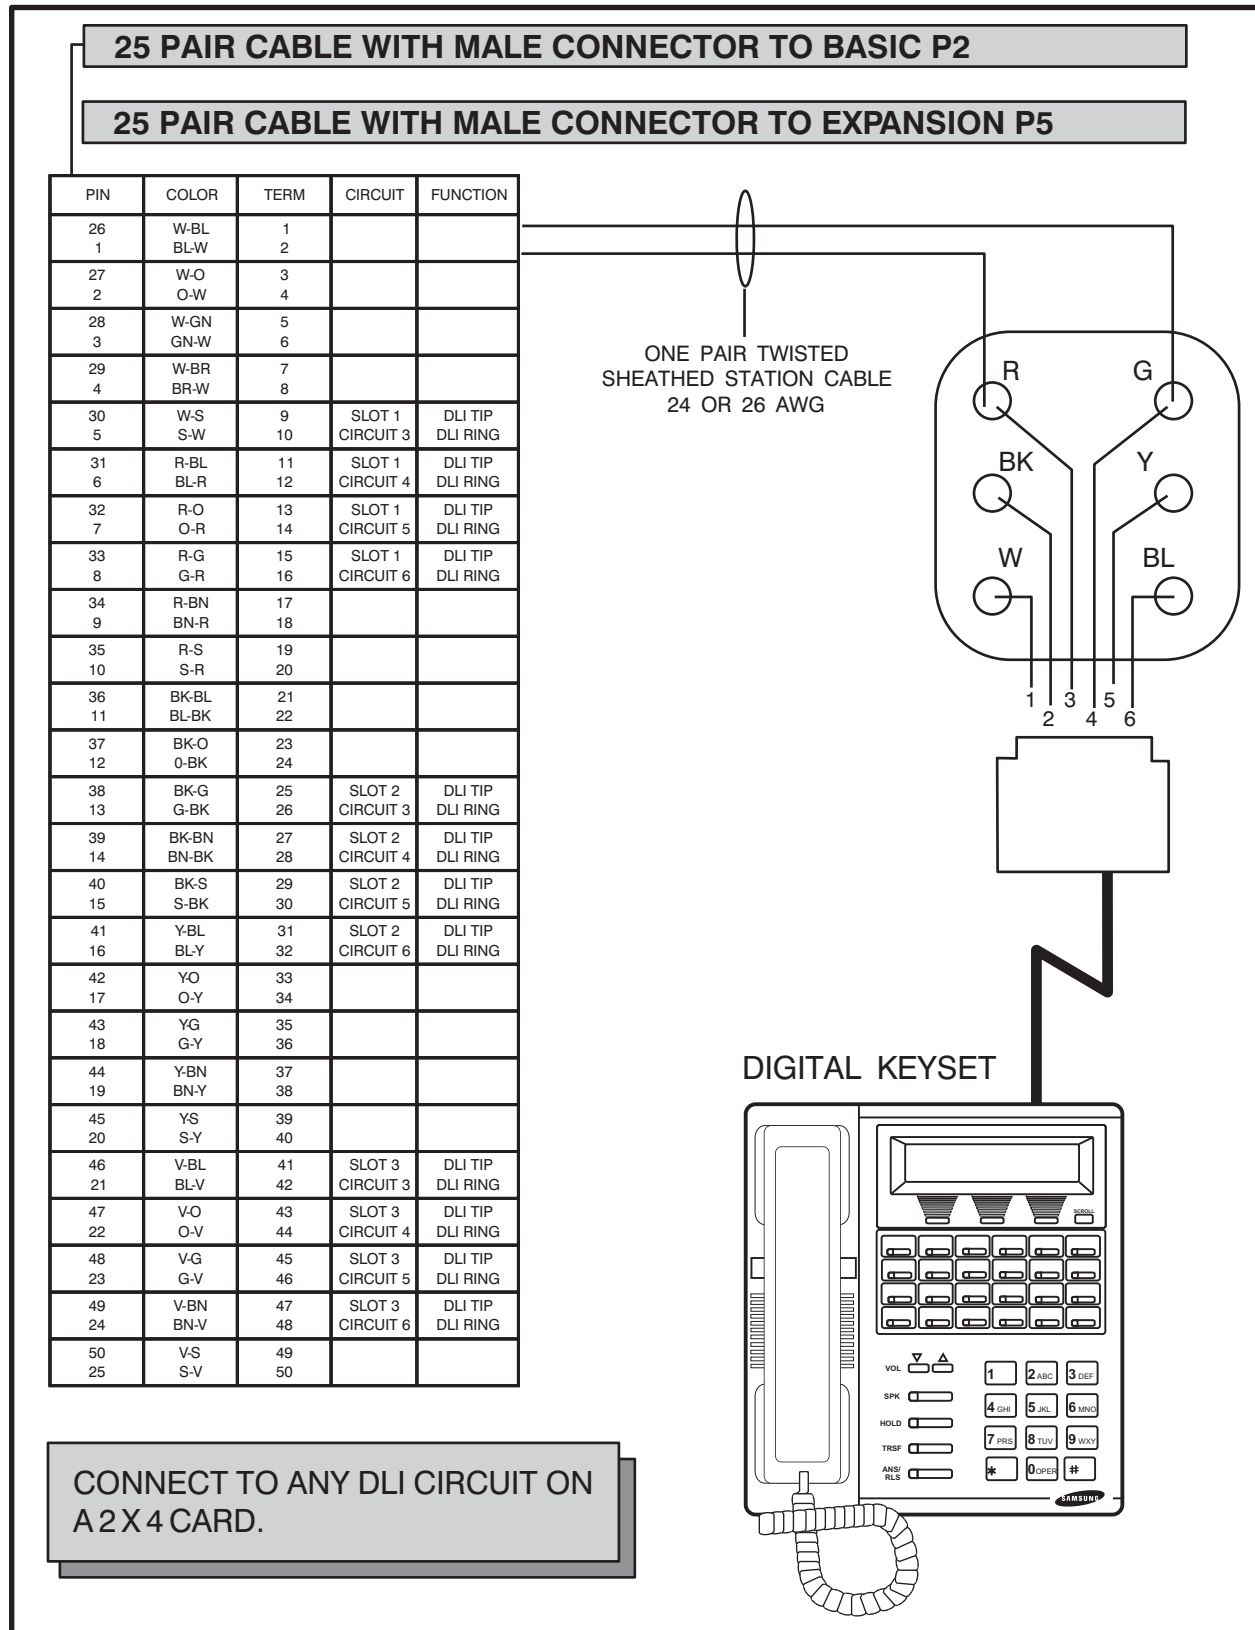 25 PAIR CABLE WITH MALE CONNECTOR TO BASIC P2
25 PAIR CABLE WITH MALE CONNECTOR TO EXPANSION P5
PIN COLOR TERM CIRCUIT FUNCTION
26 W-BL 1
1 BL-W 2
27 W-O 3
2 O-W 4
28 W-GN 5
3 GN-W 6
29 W-BR 7
4 BR-W 8
30 W-S 9 SLOT 1 DLI TIP
5 S-W 10 CIRCUIT 3 DLI RING
31 R-BL 11 SLOT 1 DLI TIP
6 BL-R 12 CIRCUIT 4 DLI RING
32 R-O 13 SLOT 1 DLI TIP
7 O-R 14 CIRCUIT 5 DLI RING
33 R-G 15 SLOT 1 DLI TIP
8 G-R 16 CIRCUIT 6 DLI RING
34 R-BN 17
9 BN-R 18
35 R-S 19
10 S-R 20
36 BK-BL 21
11 BL-BK 22
37 BK-O 23
12 0-BK 24
38 BK-G 25 SLOT 2 DLI TIP
13 G-BK 26 CIRCUIT 3 DLI RING
39 BK-BN 27 SLOT 2 DLI TIP
14 BN-BK 28 CIRCUIT 4 DLI RING
40 BK-S 29 SLOT 2 DLI TIP
15 S-BK 30 CIRCUIT 5 DLI RING
41 Y-BL 31 SLOT 2 DLI TIP
16 BL-Y 32 CIRCUIT 6 DLI RING
42 Y-O 33
17 O-Y 34
43 Y-G 35
18 G-Y 36
44 Y-BN 37
19 BN-Y 38
45 Y-S 39
20 S-Y 40
46 V-BL 41 SLOT 3 DLI TIP
21 BL-V 42 CIRCUIT 3 DLI RING
47 V-O 43 SLOT 3 DLI TIP
22 O-V 44 CIRCUIT 4 DLI RING
48 V-G 45 SLOT 3 DLI TIP
23 G-V 46 CIRCUIT 5 DLI RING
49 V-BN 47 SLOT 3 DLI TIP
24 BN-V 48 CIRCUIT 6 DLI RING
50 V-S 49
25 S-V 50
ONE PAIR TWISTED
SHEATHED STATION CABLE
24 OR 26 AWG
R G
BK Y
W BL
1 2 3 4 5 6
DIGITAL KEYSET
SCROLL
VOL
SPK
HOLD
TRSF
ANS/
RLS
1 2 ABC 3 DEF
4 GHI 5 JKL 6 MNO
7 PRS 8 TUV 9 WXY
* 0 OPER #
SAMSUNG
CONNECT TO ANY DLI CIRCUIT ON
A 2 X 4 CARD.